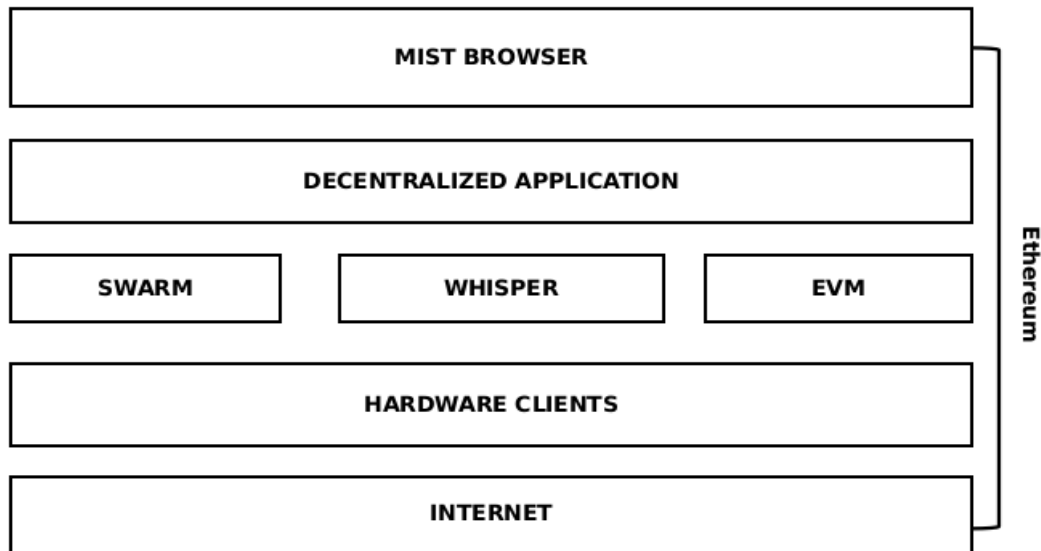 MIST BROWSER
DECENTRALIZED APPLICATION
SWARM
WHISPER
EVM
Ethereum
HARDWARE CLIENTS
INTERNET